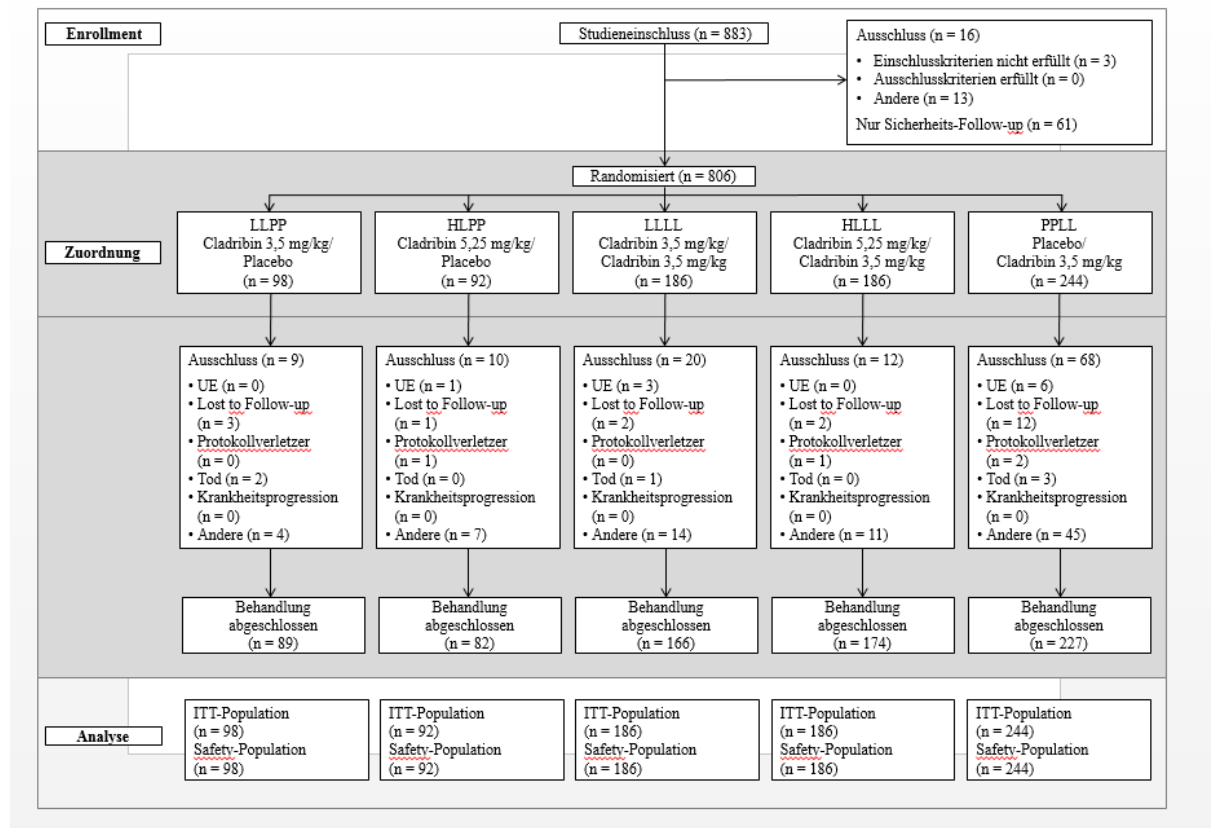 Enrollment
Studieneinschluss (n = 883)
Ausschluss (n = 16)
• Einschlusskriterien nicht erfüllt (n = 3)
• Ausschlusskriterien erfüllt (n = 0)
• Andere (n = 13)
Nur Sicherheits-Follow-up (n = 61)
Randomisiert (n = 806)
Zuordnung
LLPP
Cladribin 3,5 mg/kg/
Placebo
(n = 98)
HLPP
Cladribin 5,25 mg/kg/
Placebo
(n = 92)
LLLL
Cladribin 3,5 mg/kg/
Cladribin 3,5 mg/kg
(n = 186)
HLLL
Cladribin 5,25 mg/kg/
Cladribin 3,5 mg/kg
(n = 186)
PPLL
Placebo/
Cladribin 3,5 mg/kg
(n = 244)
Ausschluss (n = 9)
• UE (n = 0)
• Lost to Follow-up
(n = 3)
• Protokollverletzer
(n = 0)
• Tod (n = 2)
• Krankheitsprogression
(n = 0)
• Andere (n = 4)
Ausschluss (n = 10)
• UE (n = 1)
• Lost to Follow-up
(n = 1)
• Protokollverletzer
(n = 1)
• Tod (n = 0)
• Krankheitsprogression
(n = 0)
• Andere (n = 7)
Ausschluss (n = 20)
• UE (n = 3)
• Lost to Follow-up
(n = 2)
• Protokollverletzer
(n = 0)
• Tod (n = 1)
• Krankheitsprogression
(n = 0)
• Andere (n = 14)
Ausschluss (n = 12)
• UE (n = 0)
• Lost to Follow-up
(n = 2)
• Protokollverletzer
(n = 1)
• Tod (n = 0)
• Krankheitsprogression
(n = 0)
• Andere (n = 11)
Ausschluss (n = 68)
• UE (n = 6)
• Lost to Follow-up
(n = 12)
• Protokollverletzer
(n = 2)
• Tod (n = 3)
• Krankheitsprogression
(n = 0)
• Andere (n = 45)
Behandlung
abgeschlossen
(n = 89)
Behandlung
abgeschlossen
(n = 82)
Behandlung
abgeschlossen
(n = 166)
Behandlung
abgeschlossen
(n = 174)
Behandlung
abgeschlossen
(n = 227)
Analyse
ITT-Population
(n = 98)
Safety-Population
(n = 98)
ITT-Population
(n = 92)
Safety-Population
(n = 92)
ITT-Population
(n = 186)
Safety-Population
(n = 186)
ITT-Population
(n = 186)
Safety-Population
(n = 186)
ITT-Population
(n = 244)
Safety-Population
(n = 244)